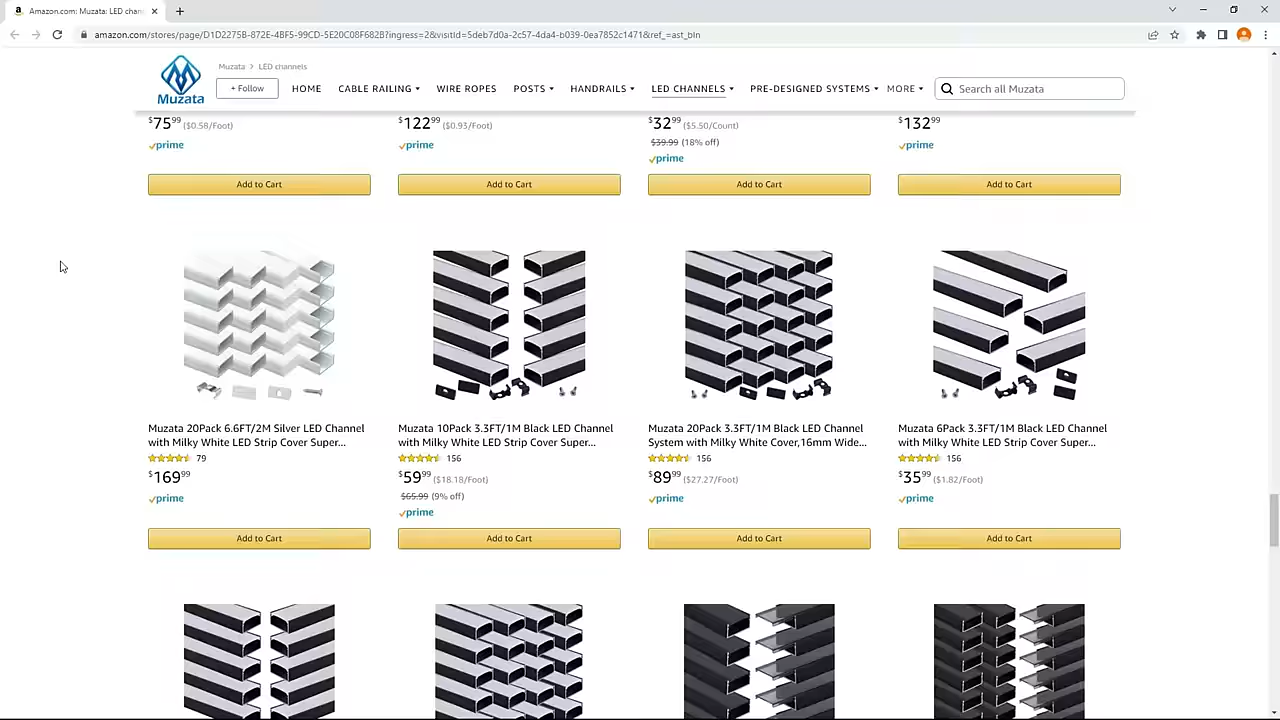 Amazon.com: Muzata: LED chan
amazon.com/stores/page/D1D2275B-872E-4BF5-99CD-5E20C08F682B?ingress=2&visitId=5deb7d0a-2c57-4da4-b039-0ea7852c1471&ref_=ast_bln
Muzata > LED channels
Muzata
+ Follow
HOME CABLE RAILING WIRE ROPES POSTS HANDRAILS LED CHANNELS PRE-DESIGNED SYSTEMS MORE
Search all Muzata
$75.99 ($0.58/Foot)
prime
Add to Cart
$122.99 ($0.93/Foot)
prime
Add to Cart
$32.99 ($5.50/Count)
$39.99 (18% off)
prime
Add to Cart
$132.99
prime
Add to Cart
Muzata 20Pack 6.6FT/2M Silver LED Channel
with Milky White LED Strip Cover Super...
79
$169.99
prime
Add to Cart
Muzata 10Pack 3.3FT/1M Black LED Channel
with Milky White LED Strip Cover Super...
156
$59.99 ($18.18/Foot)
$65.99 (9% off)
prime
Add to Cart
Muzata 20Pack 3.3FT/1M Black LED Channel
System with Milky White Cover,16mm Wide...
156
$89.99 ($27.27/Foot)
prime
Add to Cart
Muzata 6Pack 3.3FT/1M Black LED Channel
with Milky White LED Strip Cover Super...
156
$35.99 ($1.82/Foot)
prime
Add to Cart